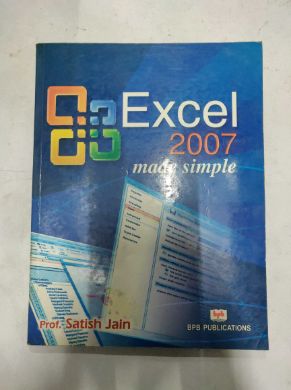 Excel
2007
made simple
Prof. Satish Jain
bpb
BPB PUBLICATIONS